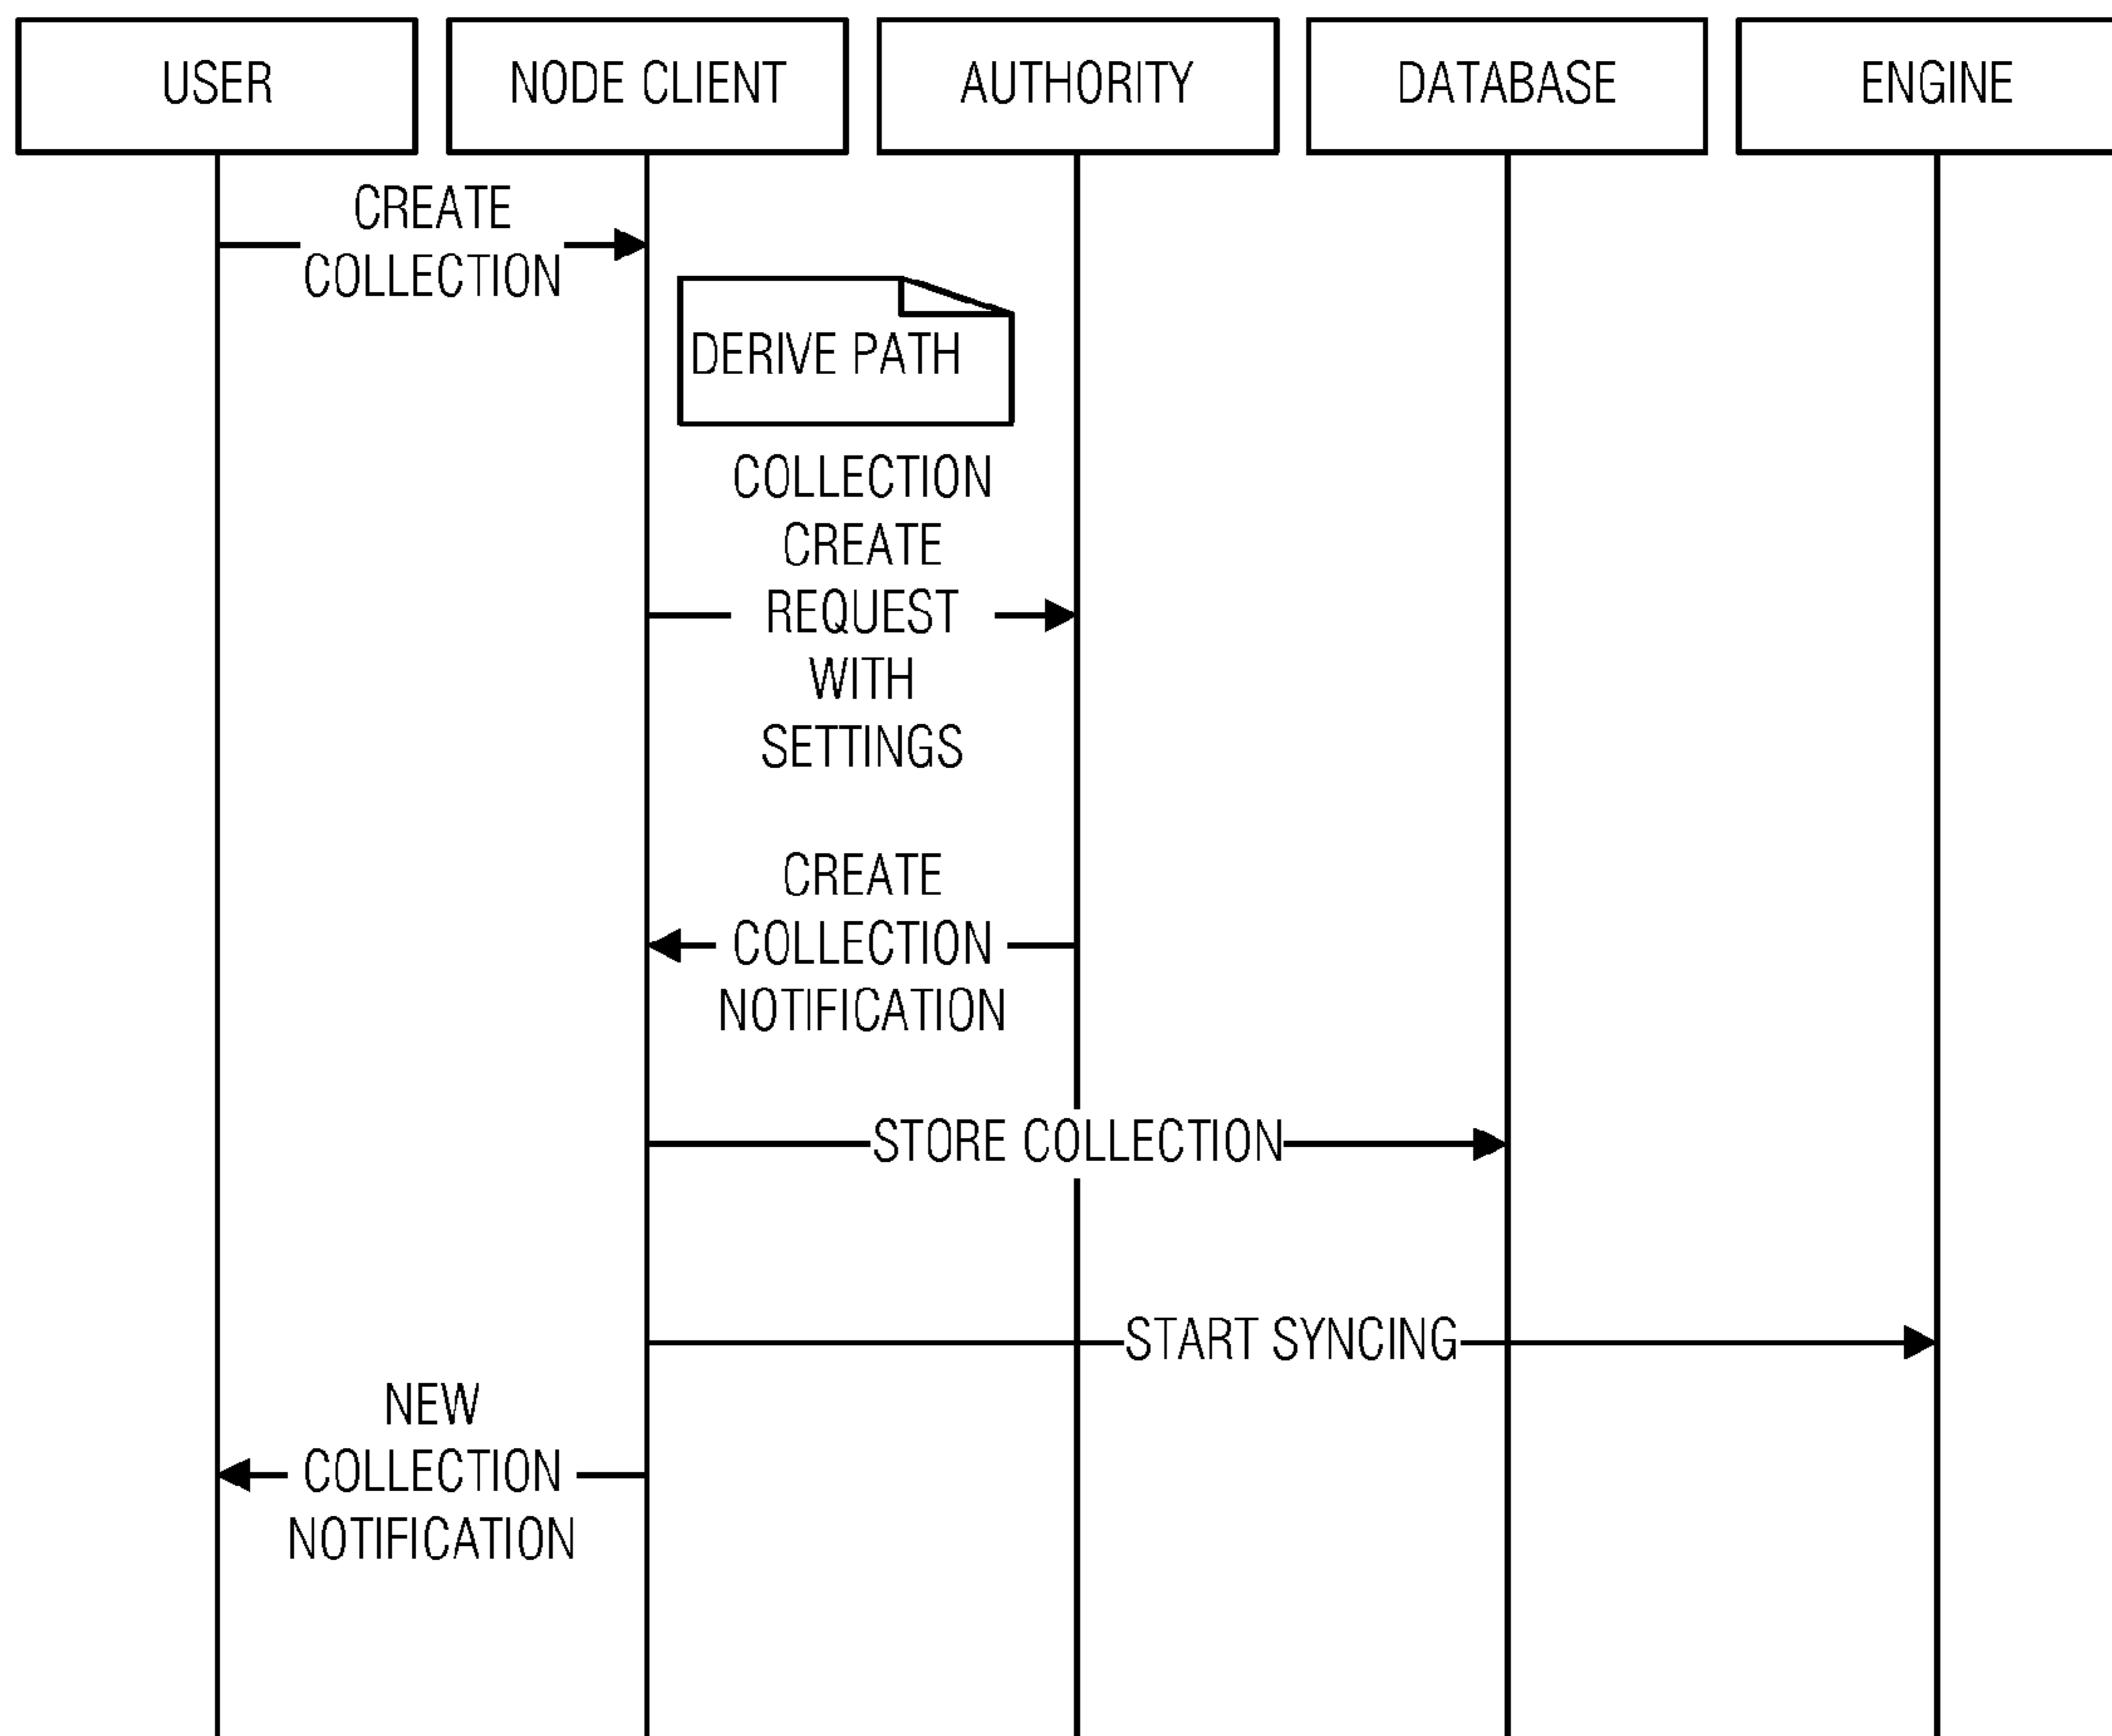 USER
NODE CLIENT
AUTHORITY
DATABASE
ENGINE
CREATE
COLLECTION
DERIVE PATH
COLLECTION
CREATE
REQUEST
WITH
SETTINGS
CREATE
COLLECTION
NOTIFICATION
STORE COLLECTION
START SYNCING
NEW
COLLECTION
NOTIFICATION